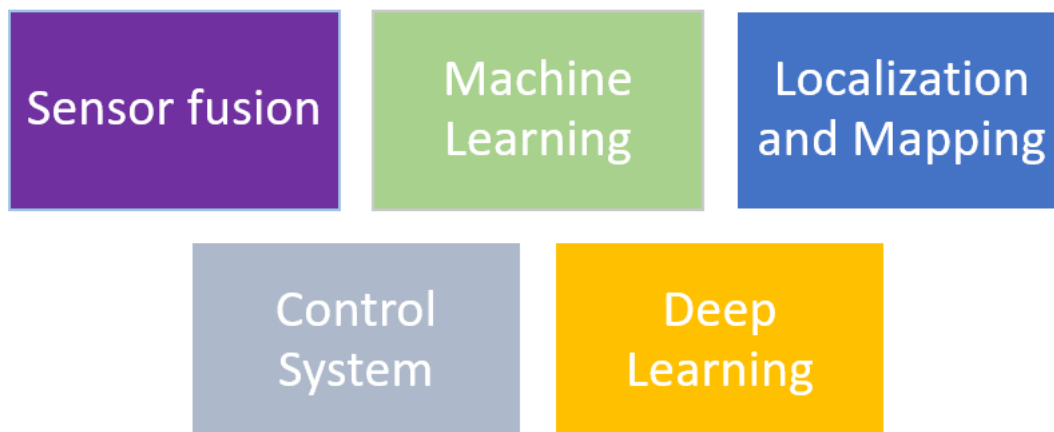 Sensor fusion
Machine
Learning
Localization
and Mapping
Control
System
Deep
Learning